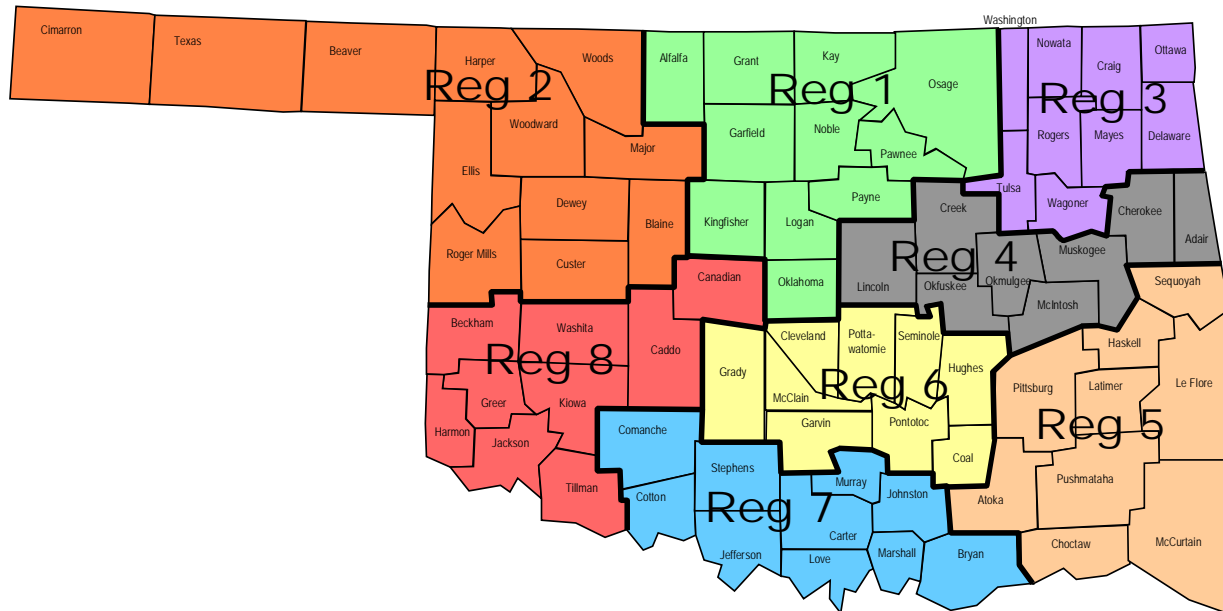 Washington
Cimarron
Texas
Beaver
Harper
Woods
Alfalfa
Grant
Kay
Osage
Nowata
Craig
Ottawa
Reg 2
Reg 1
Reg 3
Woodward
Garfield
Noble
Pawnee
Rogers
Mayes
Delaware
Major
Ellis
Dewey
Blaine
Kingfisher
Logan
Payne
Creek
Tulsa
Wagoner
Cherokee
Adair
Roger Mills
Custer
Canadian
Oklahoma
Lincoln
Reg 4
Okfuskee
Okmulgee
Muskogee
McIntosh
Sequoyah
Beckham
Washita
Caddo
Reg 8
Grady
Cleveland
Potta-
watomie
Seminole
Hughes
Reg 6
McClain
Garvin
Pontotoc
Coal
Haskell
Pittsburg
Latimer
Le Flore
Reg 5
Greer
Kiowa
Harmon
Jackson
Tillman
Comanche
Cotton
Stephens
Reg 7
Murray
Johnston
Atoka
Pushmataha
Carter
Jefferson
Love
Marshall
Bryan
Choctaw
McCurtain